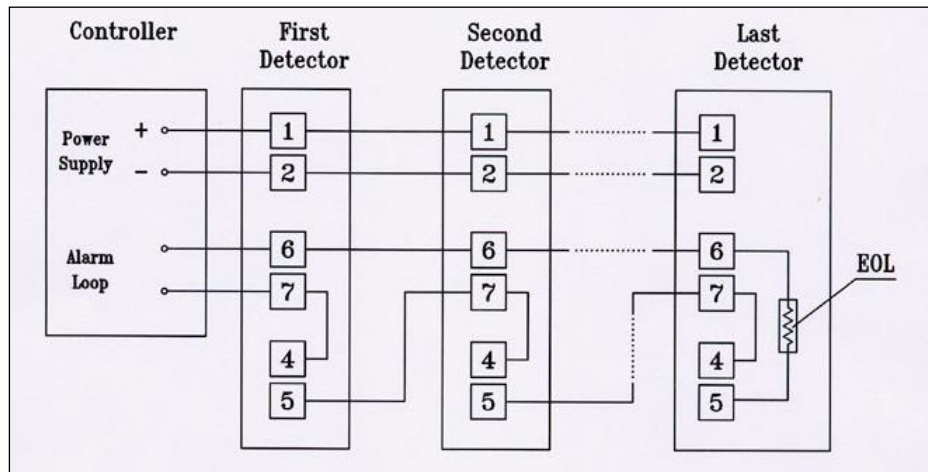 Controller
First
Detector
Second
Detector
Last
Detector
Power
Supply
+
-
1
1
1
2
2
2
Alarm
Loop
6
6
6
7
7
7
EOL
4
4
4
5
5
5